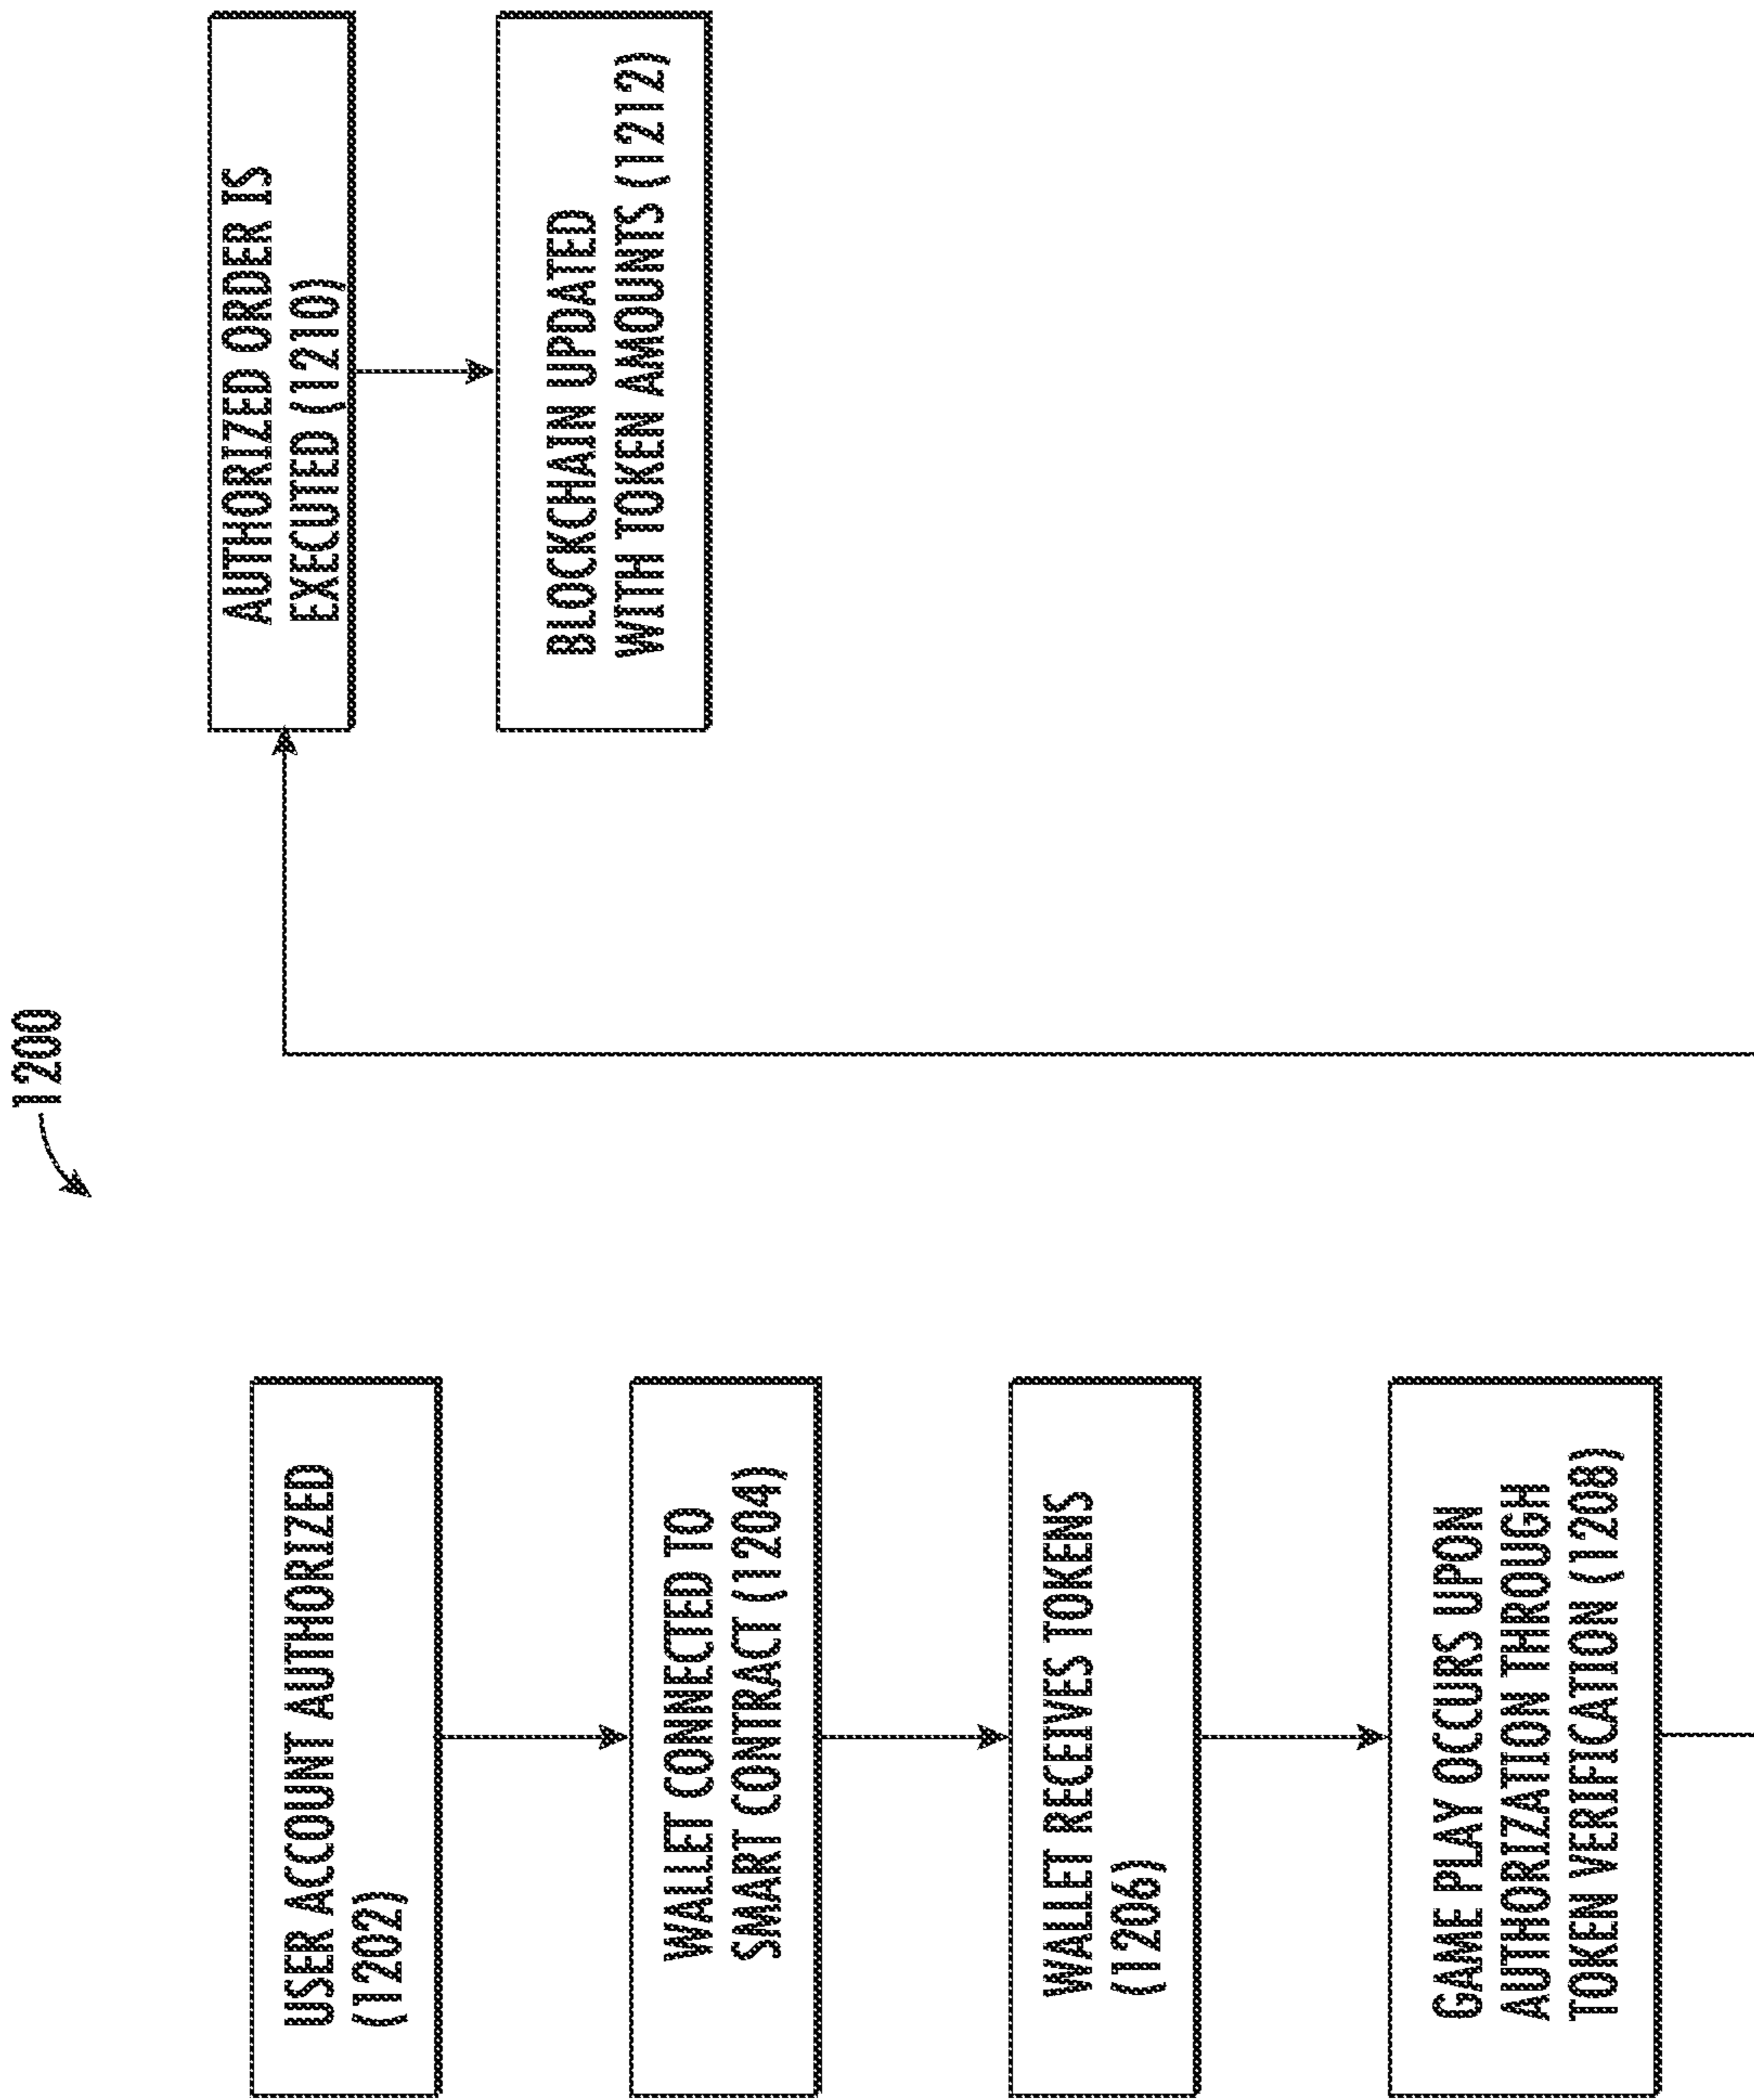 1200
USER ACCOUNT AUTHORIZED
(1202)
WALLET CONNECTED TO
SMART CONTRACT (1204)
WALLET RECEIVES TOKENS
(1206)
GAME PLAY OCCURS UPON
AUTHORIZATION THROUGH
TOKEN VERIFICATION (1208)
AUTHORIZED ORDER IS
EXECUTED (1210)
BLOCKCHAIN UPDATED
WITH TOKEN AMOUNTS (1212)